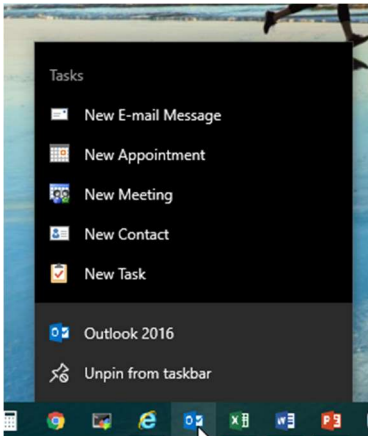 Tasks
New E-mail Message
New Appointment
New Meeting
New Contact
New Task
Outlook 2016
Unpin from taskbar